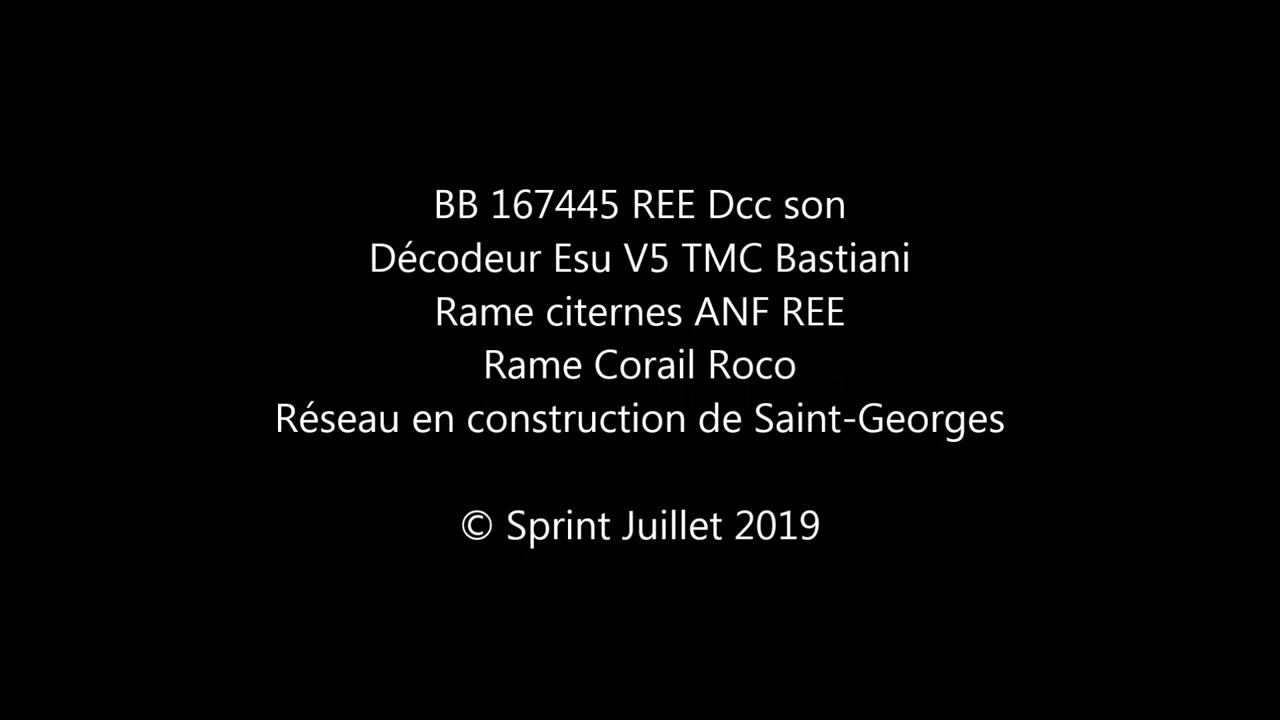 BB 167445 REE Dcc son
Décodeur Esu V5 TMC Bastiani
Rame citernes ANF REE
Rame Corail Roco
Réseau en construction de Saint-Georges
© Sprint Juillet 2019